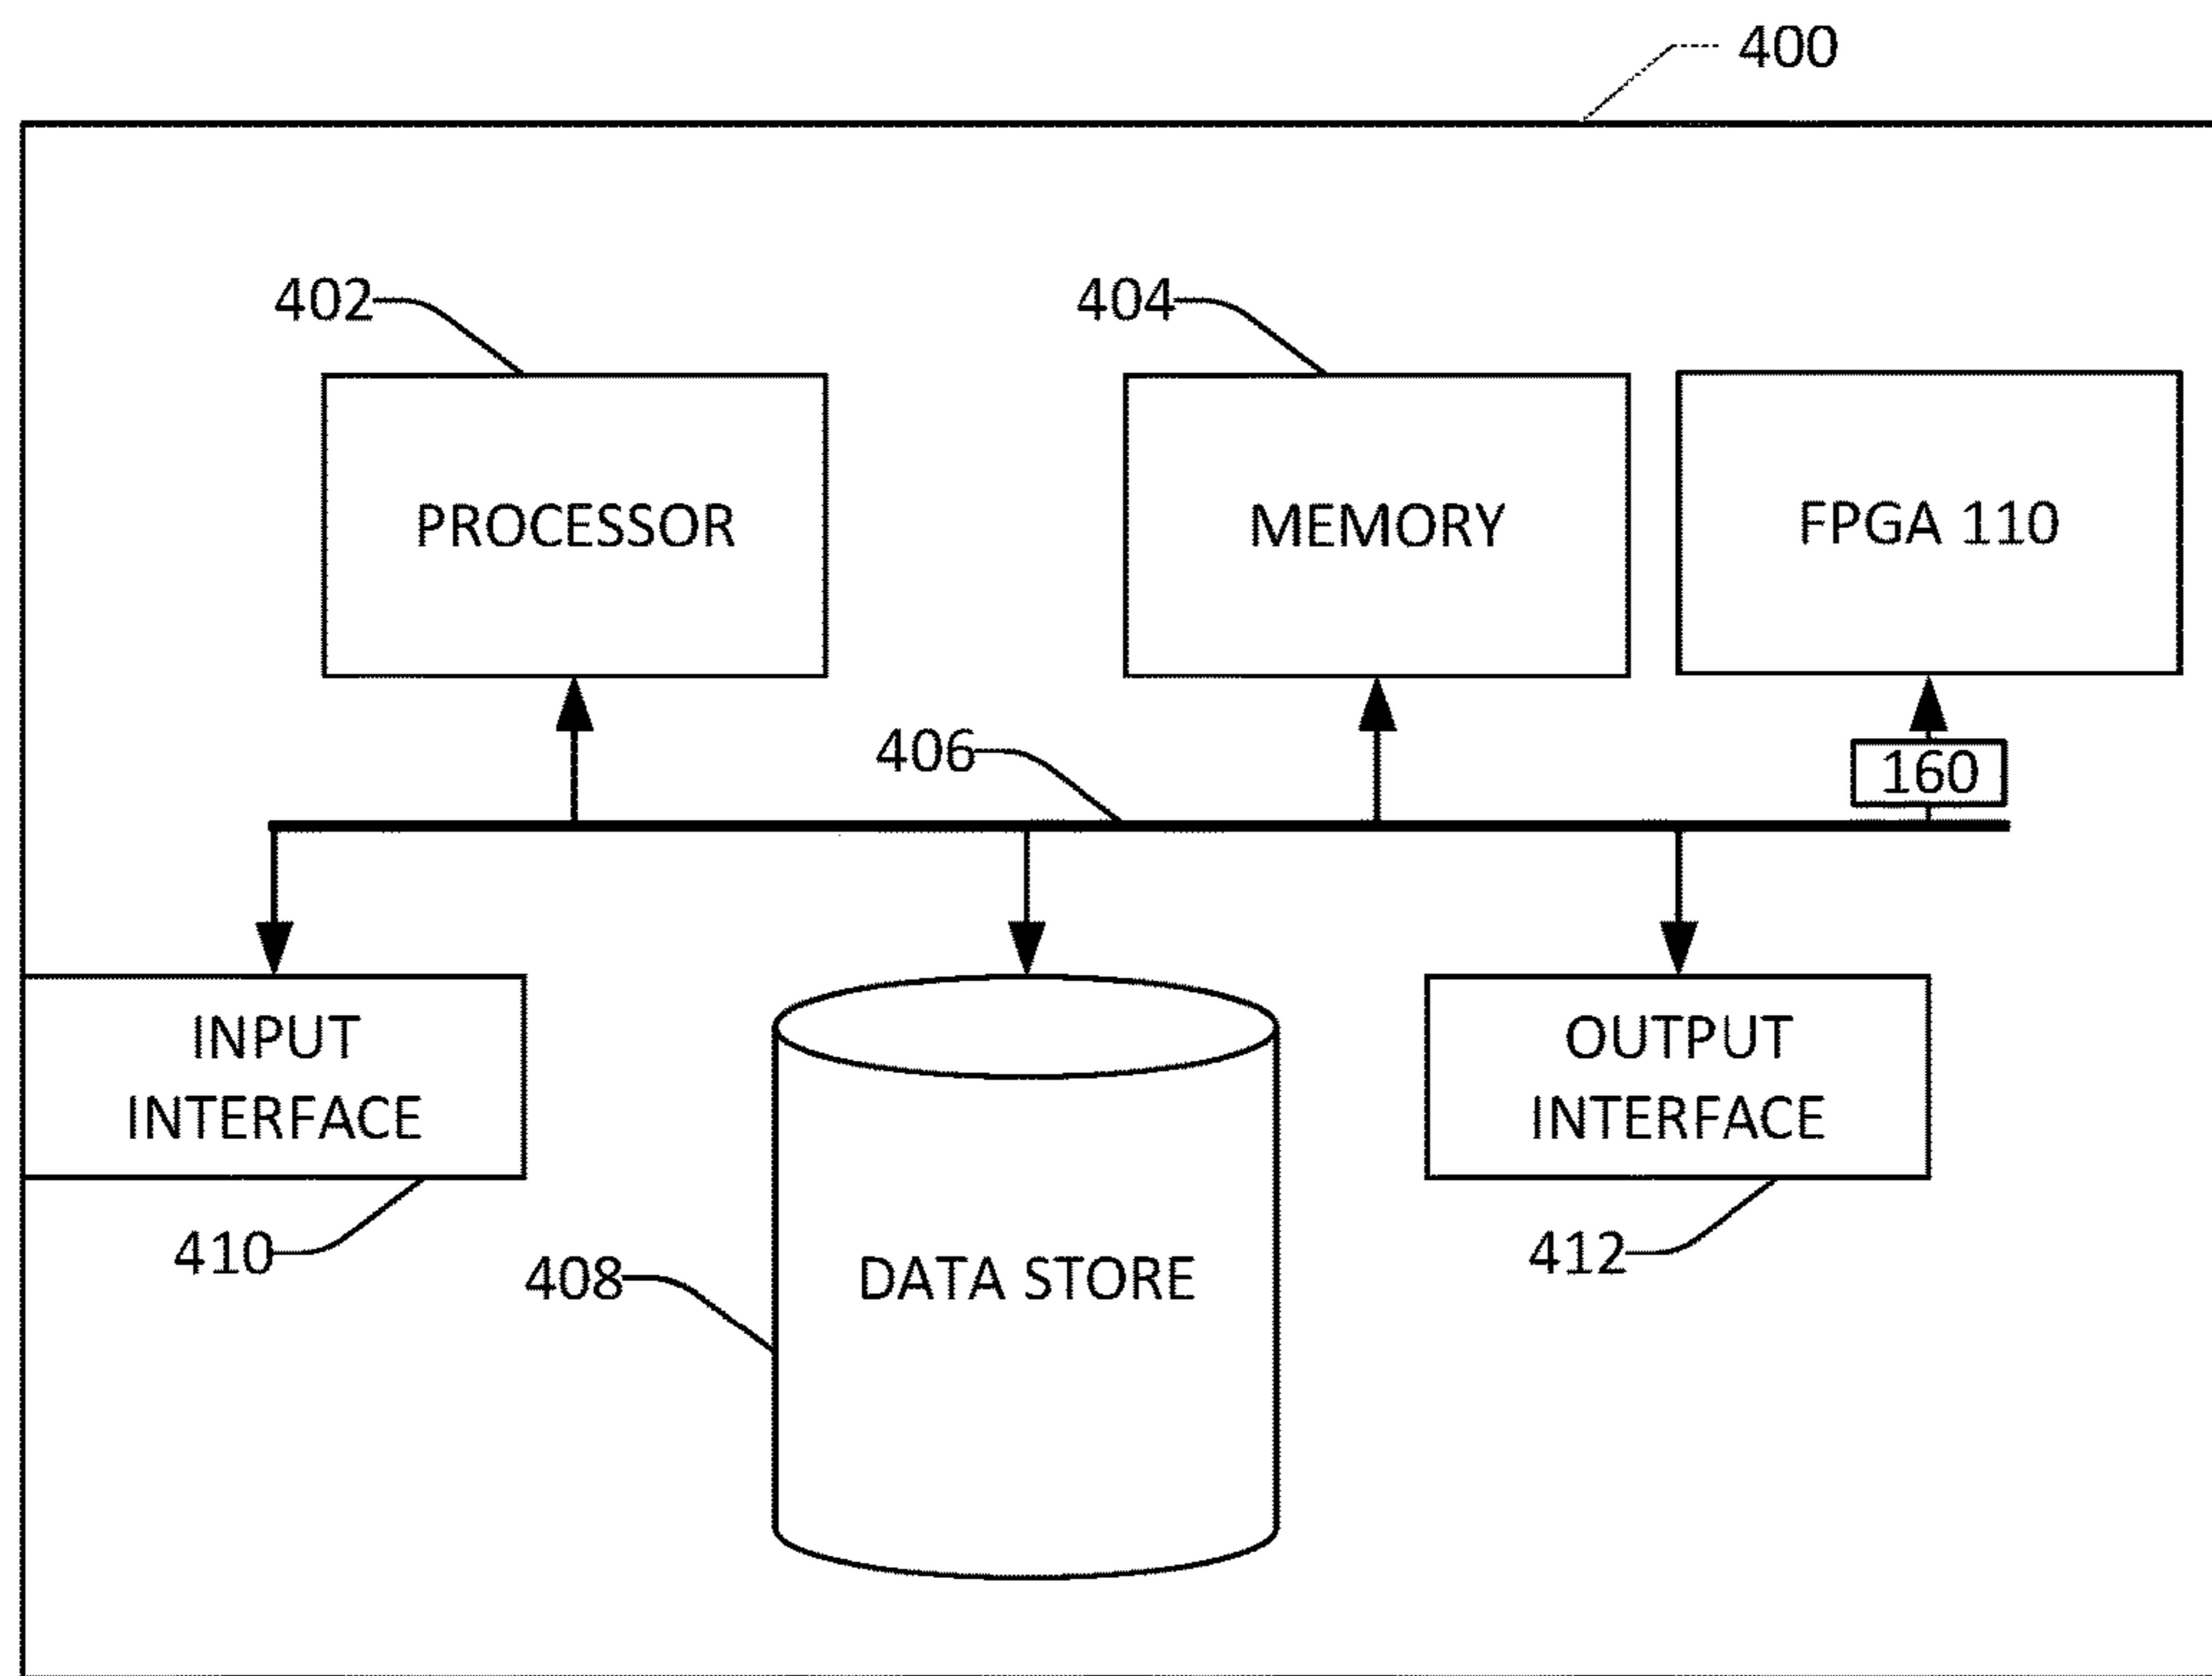 400
402
404
PROCESSOR
MEMORY
FPGA 110
406
160
INPUT
INTERFACE
OUTPUT
INTERFACE
410
408
DATA STORE
412